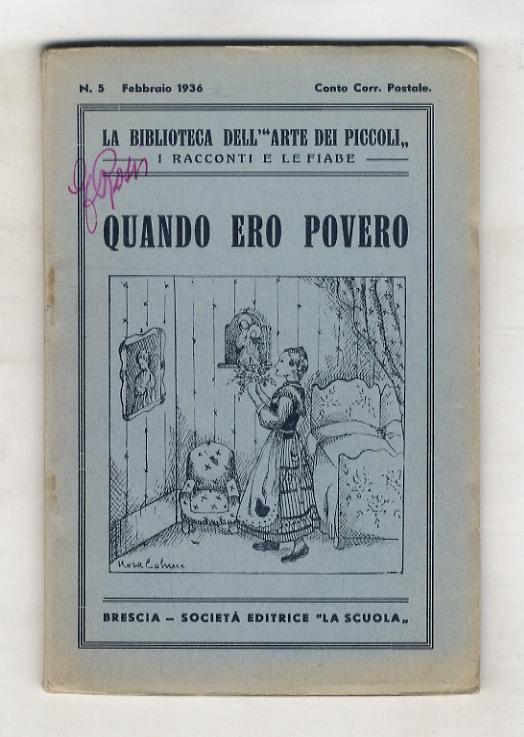 N. 5 Febbraio 1936 Conto Corr. Postale.
LA BIBLIOTECA DELL'"ARTE DEI PICCOLI„
I RACCONTI E LE FIABE
QUANDO ERO POVERO
BRESCIA – SOCIETÀ EDITRICE "LA SCUOLA„